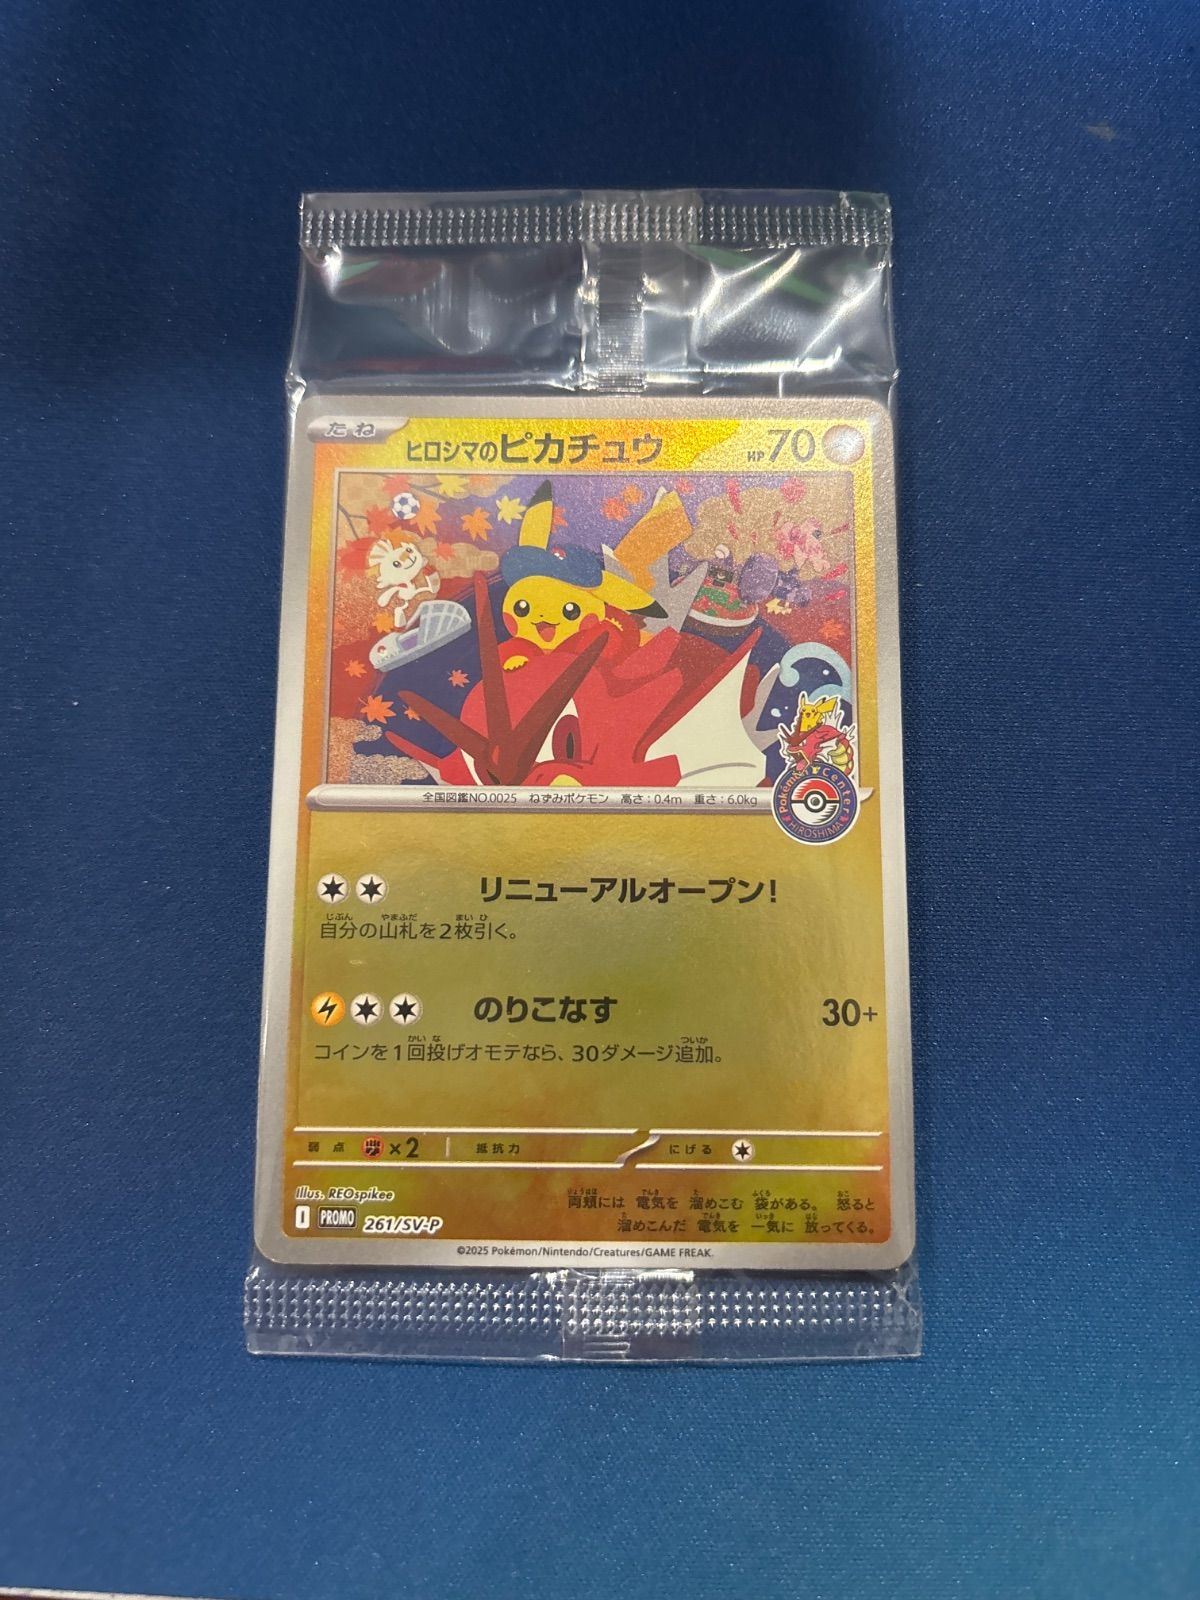 たね
ヒロシマのピカチュウ
HP70
全国図鑑NO.0025 ねずみポケモン 高さ:0.4m 重さ:6.0kg
Pokémon Center
HIROSHIMA
リニューアルオープン!
自分の山札を2枚引く。
のりこなす 30+
コインを1回投げオモテなら、30ダメージ追加。
弱点 ×2 抵抗力 にげる
Illus. REOspikee
両頬には 電気を 溜めこむ 袋がある。 怒ると
溜めこんだ 電気を 一気に 放ってくる。
I PROMO 261/SV-P
©2025 Pokémon/Nintendo/Creatures/GAME FREAK.